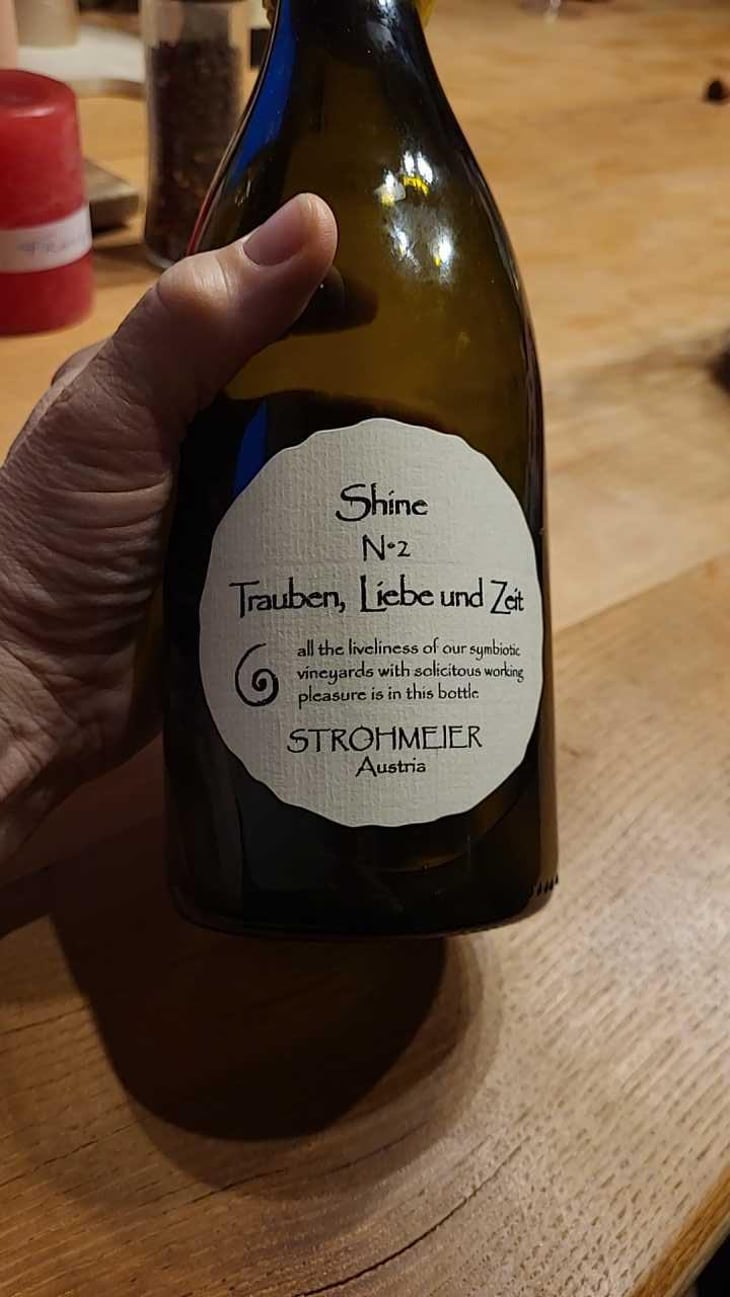 Shine
N•2
Trauben, Liebe und Zeit
all the liveliness of our symbiotic
vineyards with solicitous working
pleasure is in this bottle
STROHMEIER
Austria